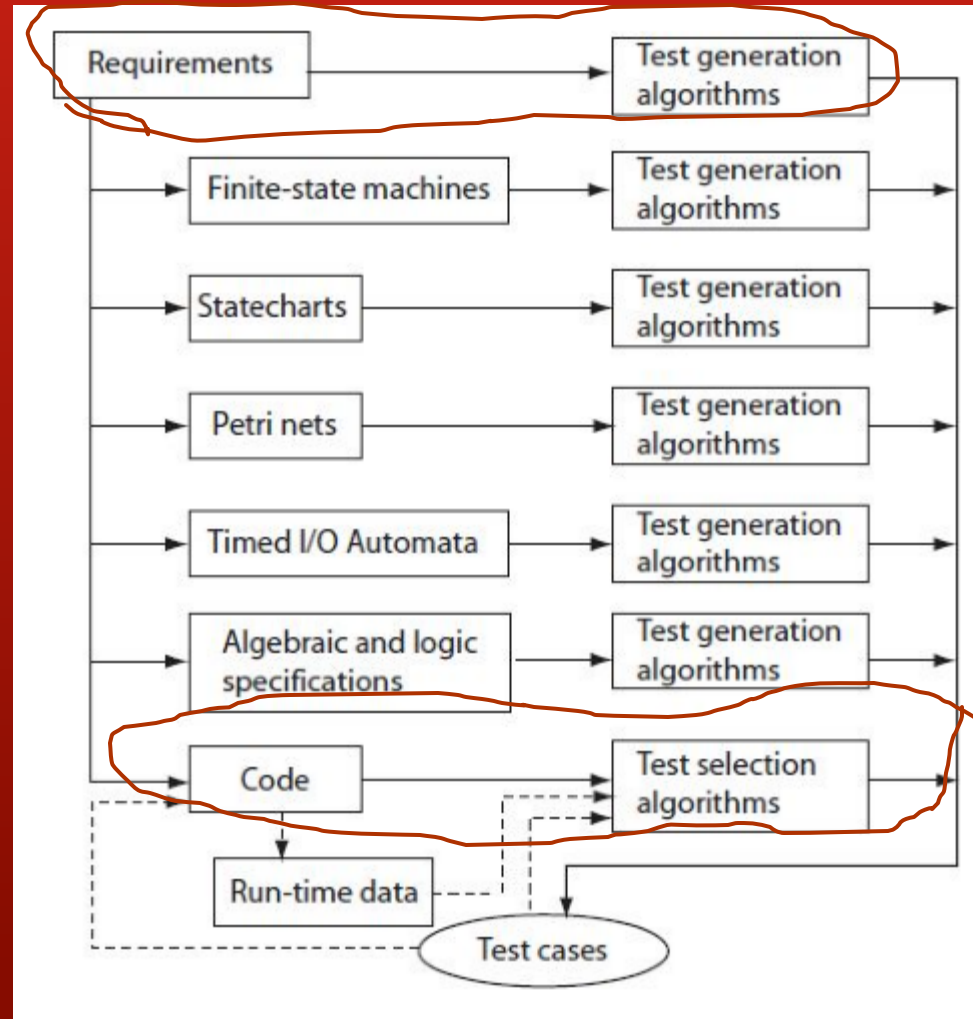 Requirements
Test generation
algorithms
Finite-state machines
Test generation
algorithms
Statecharts
Test generation
algorithms
Petri nets
Test generation
algorithms
Timed I/O Automata
Test generation
algorithms
Algebraic and logic
specifications
Test generation
algorithms
Code
Test selection
algorithms
Run-time data
Test cases